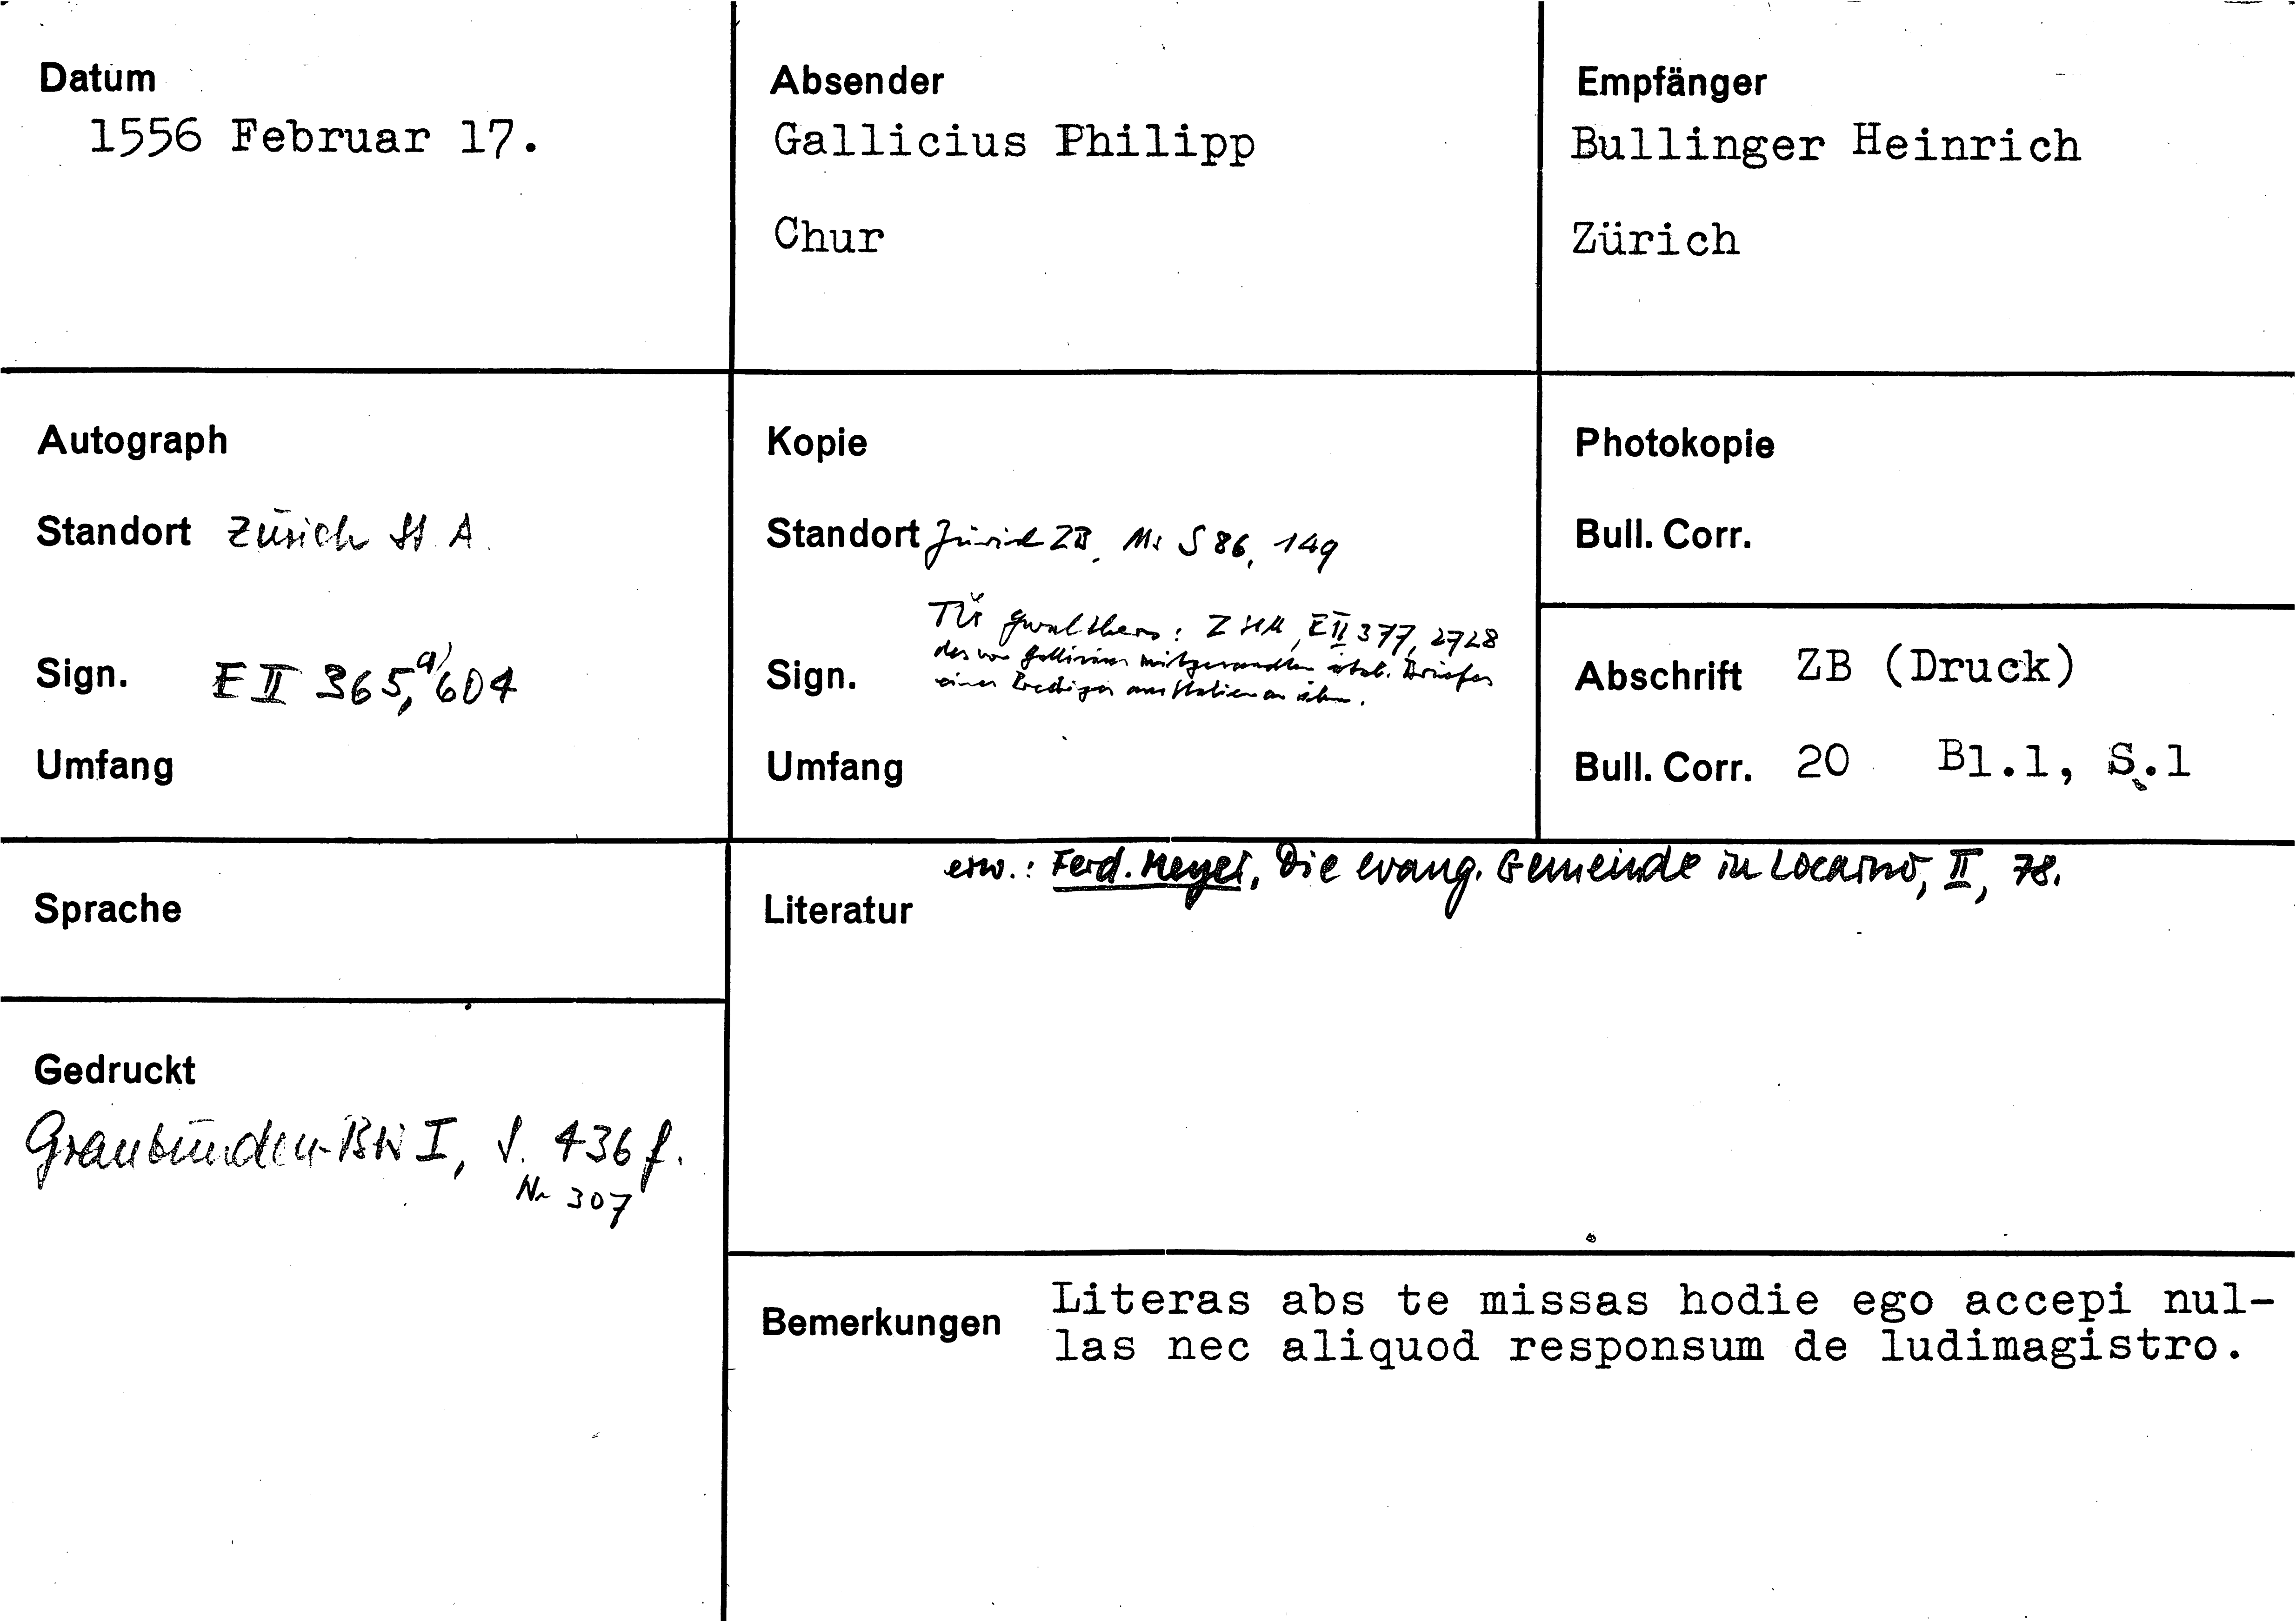 Datum
1556 Februar 17.
Absender
Gallicius Philipp
Chur
Empfänger
Bullinger Heinrich
Zürich
Autograph
Standort Zürich StA.
Sign. E II 365, a) 604
Umfang
Kopie
Standort Zürich ZB, Ms S 86, 149
Gwalthers: Z StA, E II 377, 2728
Sign. des von Gallicius mitgesandten ital. Briefes
eines Predigers aus Italien an ihn.
Umfang
Photokopie
Bull. Corr.
Abschrift ZB (Druck)
Bull. Corr. 20 Bl.1, S.1
Sprache
Gedruckt
Graubünden-BW I, S. 436 f.
Nr 307
erw.: Ferd. Meyer, Die evang. Gemeinde in Locarno, II, 78.
Literatur
Bemerkungen Literas abs te missas hodie ego accepi nul-
las nec aliquod responsum de ludimagistro.